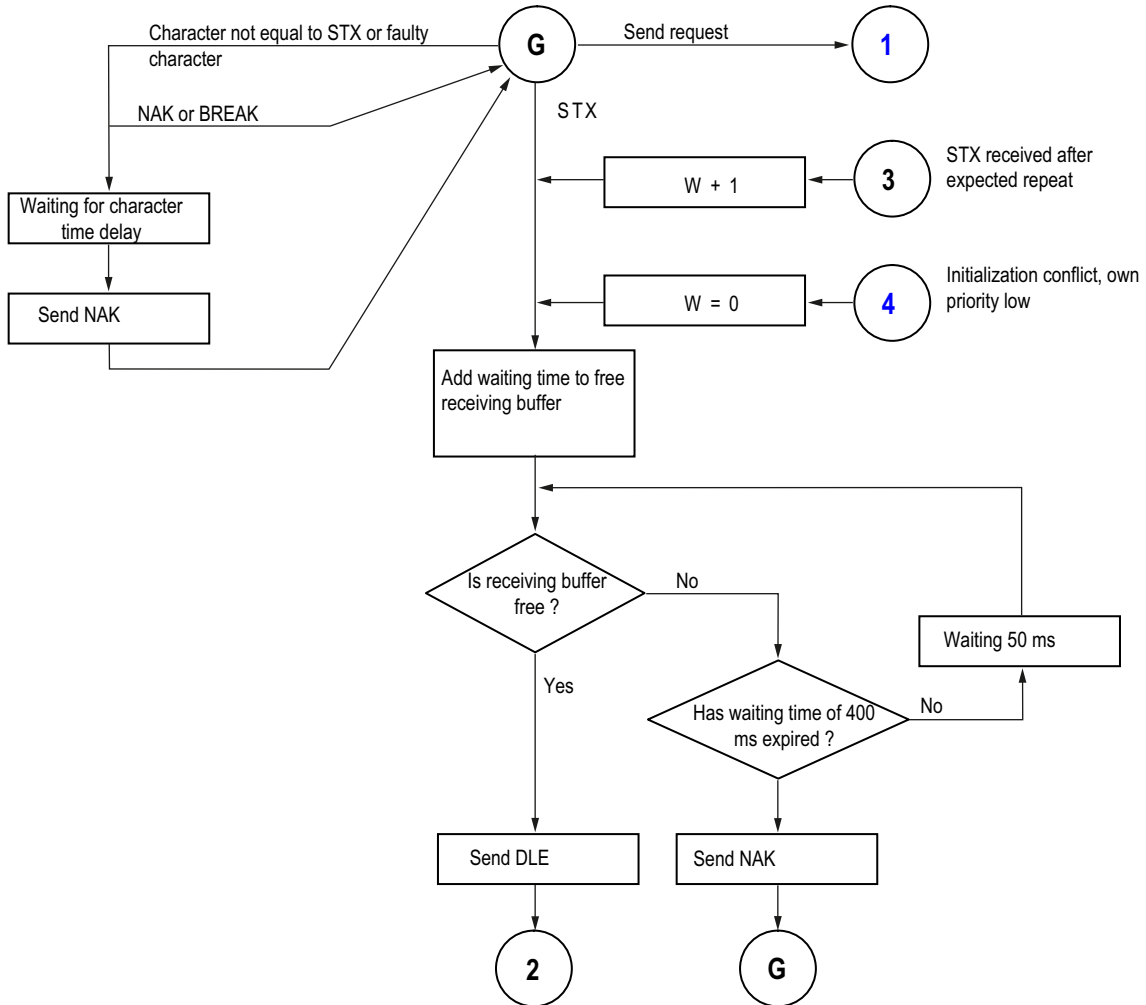 Character not equal to STX or faulty
character
G
Send request
1
NAK or BREAK
STX
Waiting for character
time delay
Send NAK
W + 1
3
STX received after
expected repeat
W = 0
4
Initialization conflict, own
priority low
Add waiting time to free
receiving buffer
Is receiving buffer
free ?
No
Yes
Waiting 50 ms
Has waiting time of 400
ms expired ?
No
Send DLE
Send NAK
2
G